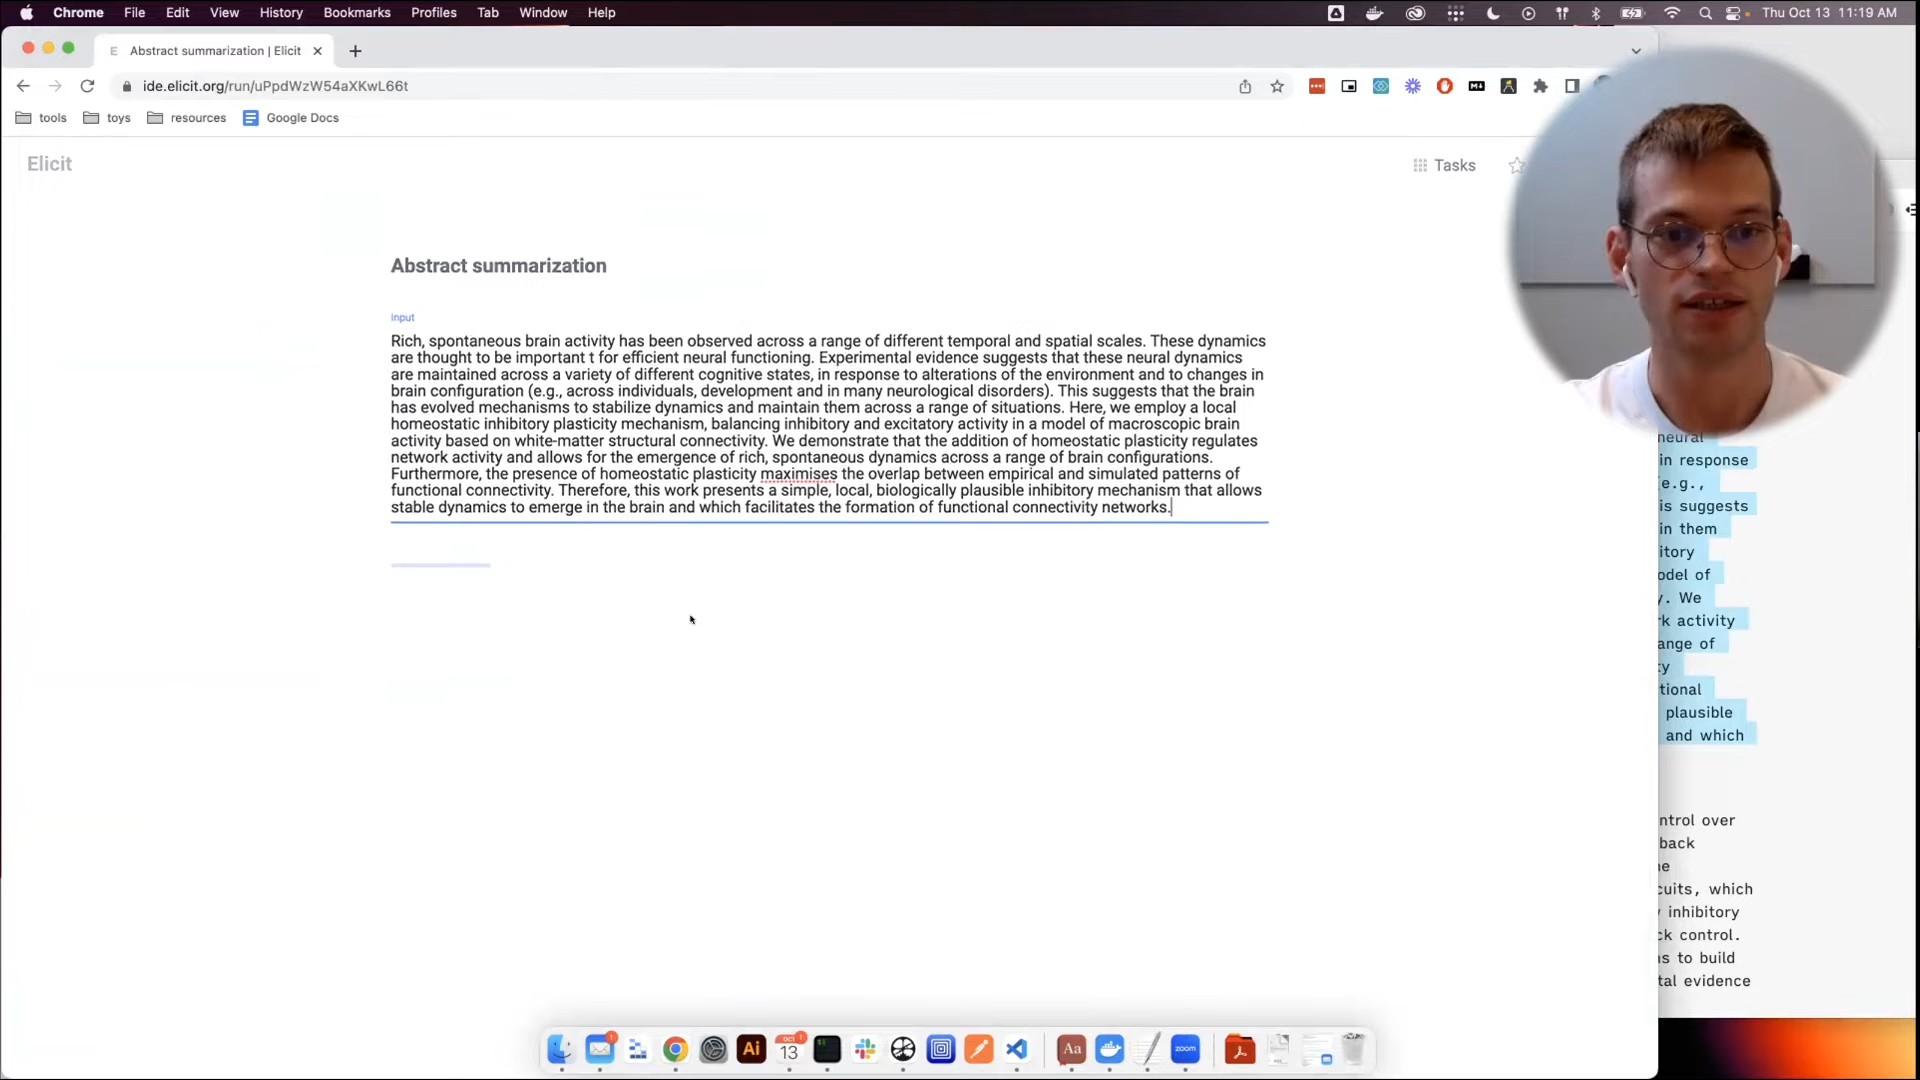 Chrome File Edit View History Bookmarks Profiles Tab Window Help
Thu Oct 13 11:19 AM
E Abstract summarization | Elicit
ide.elicit.org/run/uPpdWzW54aXKwL66t
tools toys resources Google Docs
Elicit
Tasks
Abstract summarization
Input
Rich, spontaneous brain activity has been observed across a range of different temporal and spatial scales. These dynamics
are thought to be important t for efficient neural functioning. Experimental evidence suggests that these neural dynamics
are maintained across a variety of different cognitive states, in response to alterations of the environment and to changes in
brain configuration (e.g., across individuals, development and in many neurological disorders). This suggests that the brain
has evolved mechanisms to stabilize dynamics and maintain them across a range of situations. Here, we employ a local
homeostatic inhibitory plasticity mechanism, balancing inhibitory and excitatory activity in a model of macroscopic brain
activity based on white-matter structural connectivity. We demonstrate that the addition of homeostatic plasticity regulates
network activity and allows for the emergence of rich, spontaneous dynamics across a range of brain configurations.
Furthermore, the presence of homeostatic plasticity maximises the overlap between empirical and simulated patterns of
functional connectivity. Therefore, this work presents a simple, local, biologically plausible inhibitory mechanism that allows
stable dynamics to emerge in the brain and which facilitates the formation of functional connectivity networks.
neural
in response
e.g.,
is suggests
in them
itory
odel of
y. We
rk activity
ange of
ty
tional
plausible
and which
ntrol over
back
he
cuits, which
y inhibitory
ck control.
ns to build
tal evidence
Ai
OCT
13
Aa
zoom